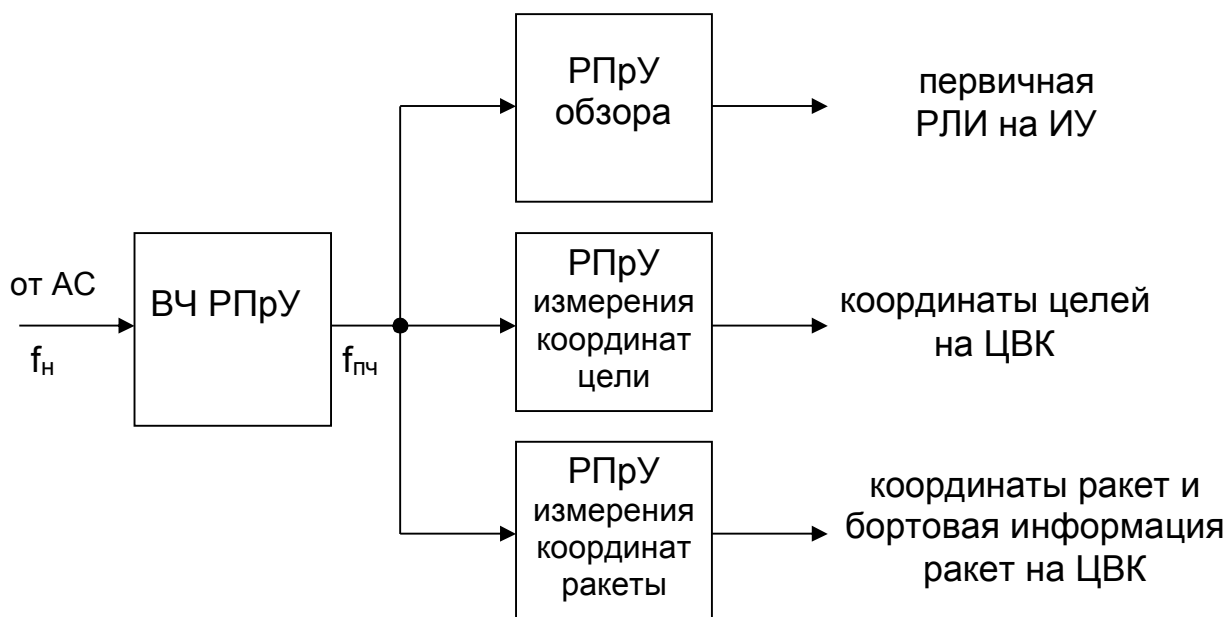 РПрУ
обзора
первичная
РЛИ на ИУ
от АС
fн
ВЧ РПрУ
fпч
РПрУ
измерения
координат
цели
координаты целей
на ЦВК
РПрУ
измерения
координат
ракеты
координаты ракет и
бортовая информация
ракет на ЦВК